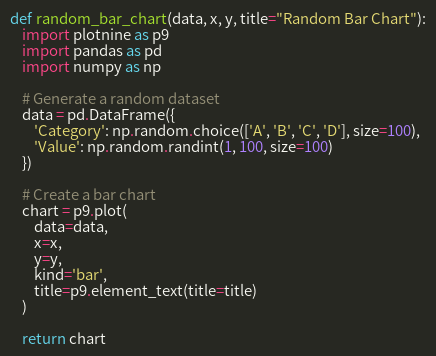 def random_bar_chart(data, x, y, title="Random Bar Chart"):
    import plotnine as p9
    import pandas as pd
    import numpy as np

    # Generate a random dataset
    data = pd.DataFrame({
        'Category': np.random.choice(['A', 'B', 'C', 'D'], size=100),
        'Value': np.random.randint(1, 100, size=100)
    })

    # Create a bar chart
    chart = p9.plot(
        data=data,
        x=x,
        y=y,
        kind='bar',
        title=p9.element_text(title=title)
    )

    return chart